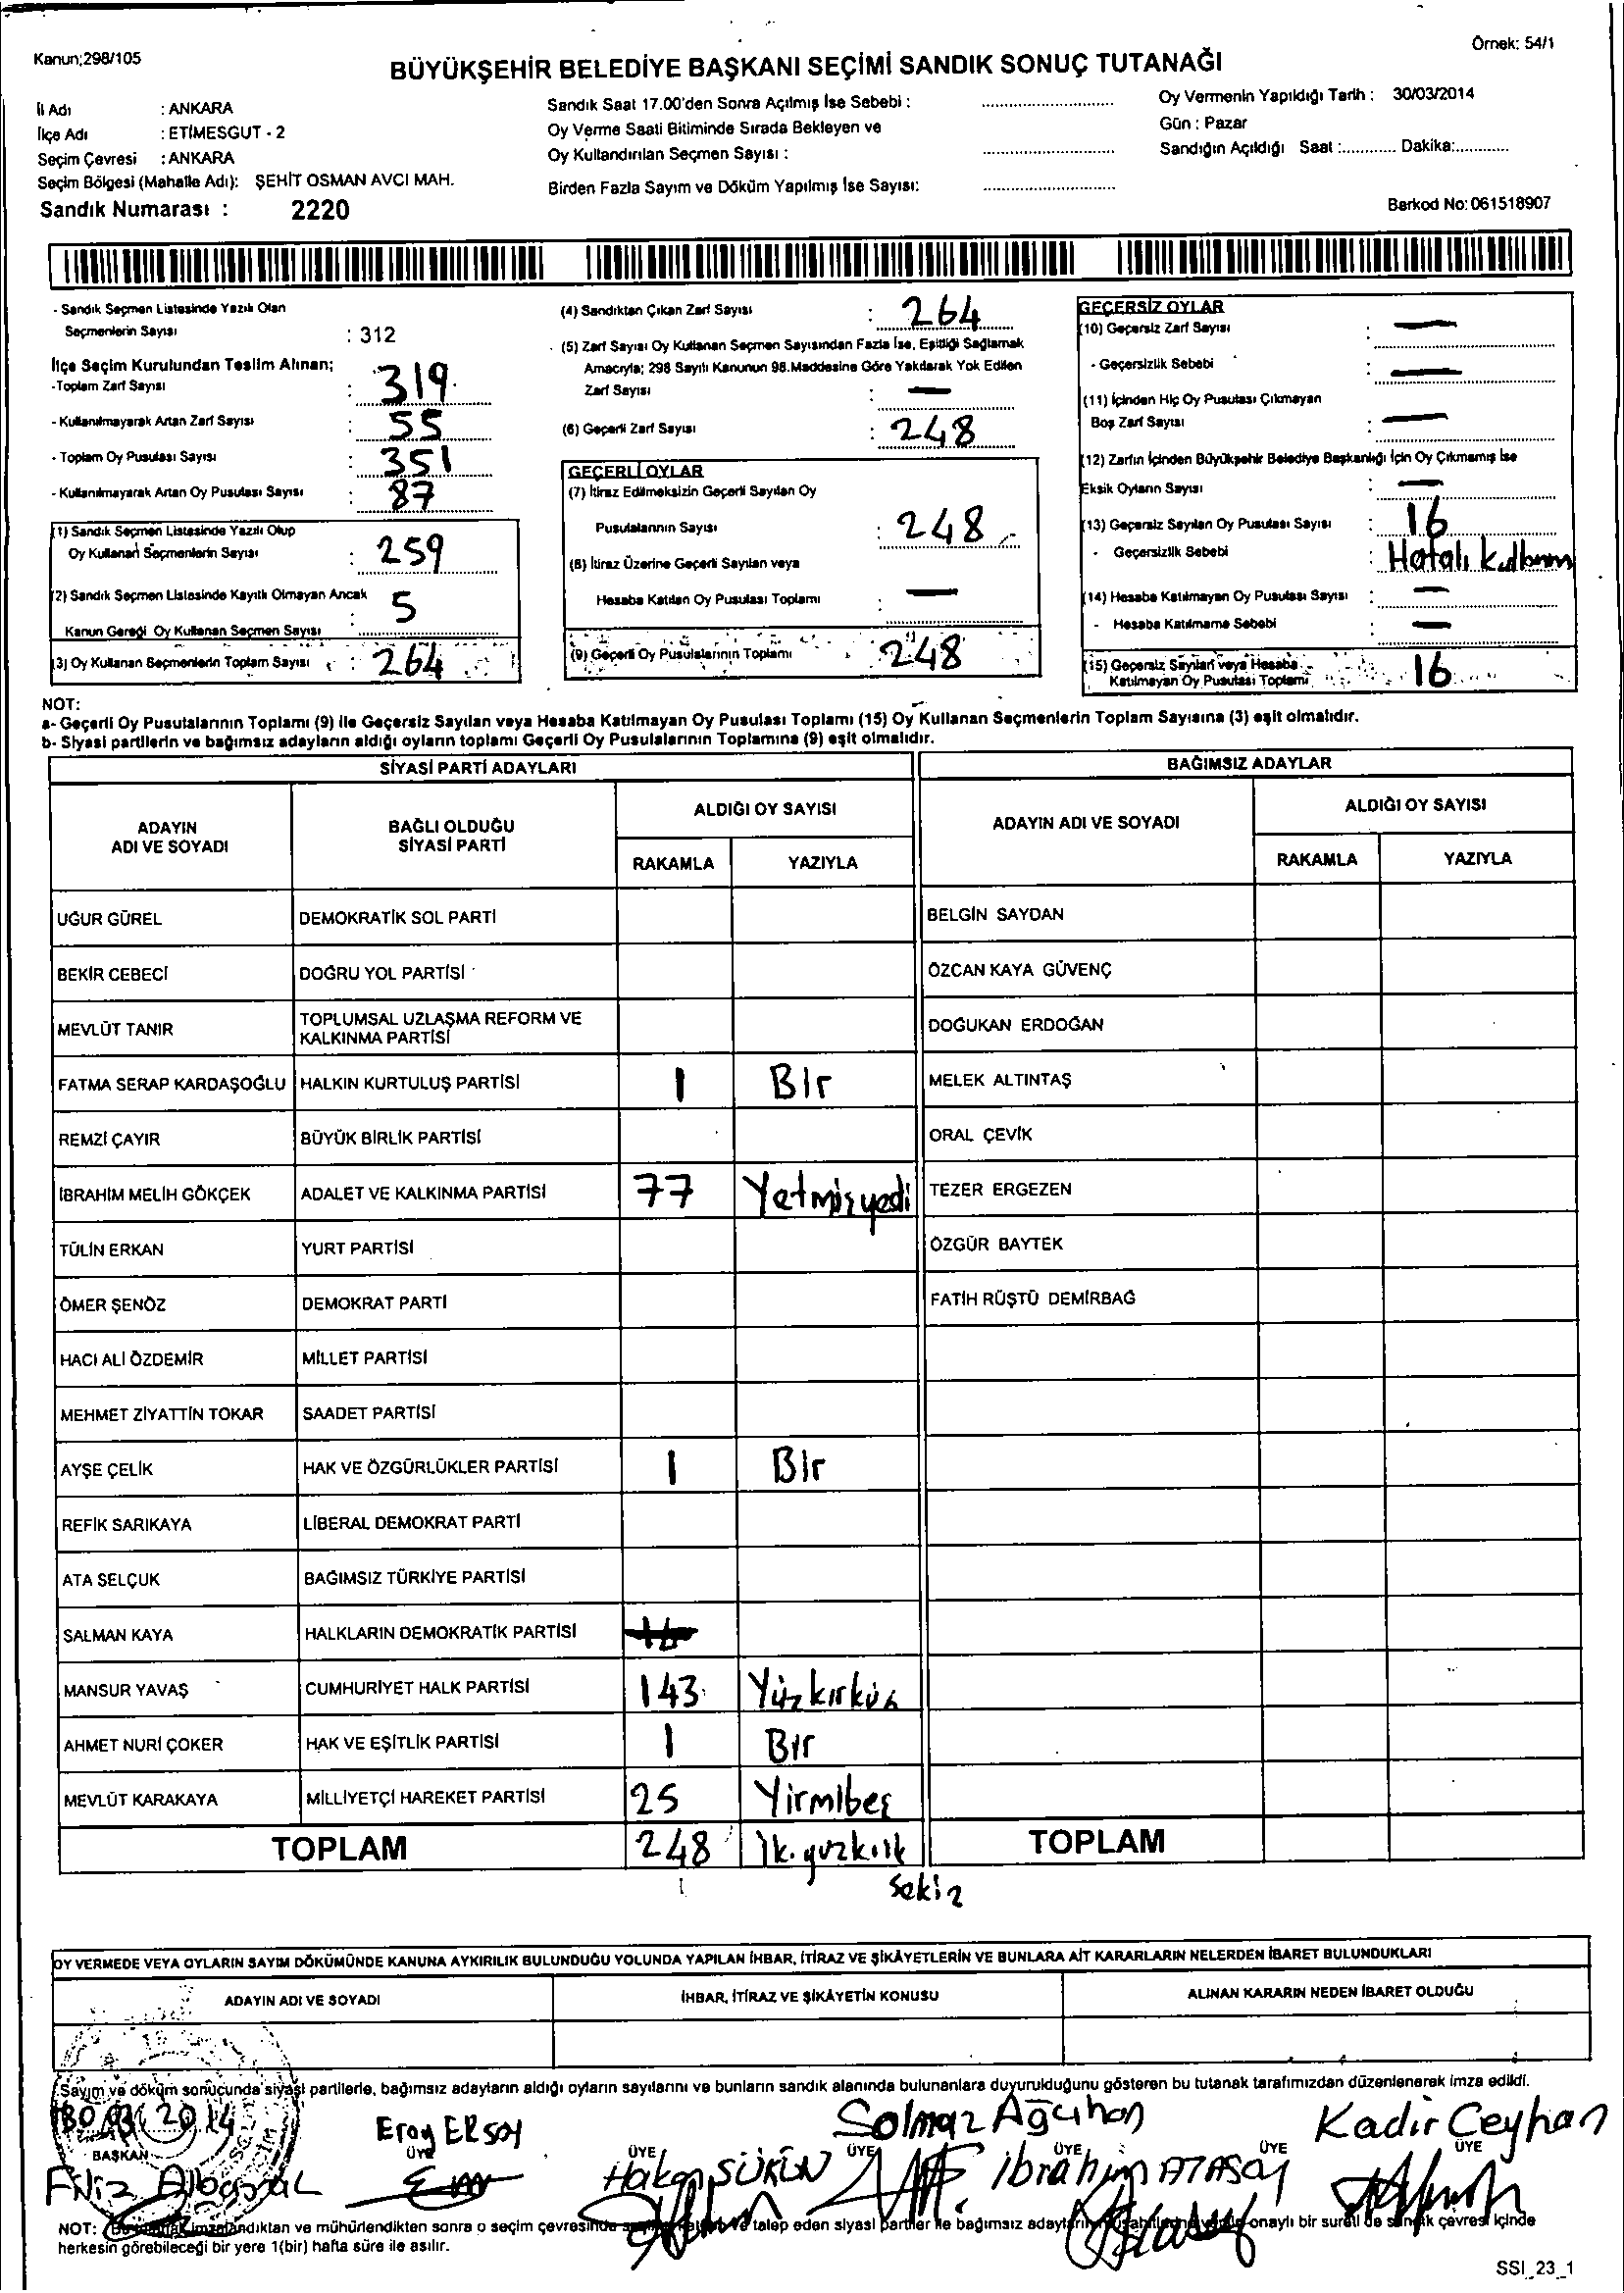 Kanun;298/105
Örnek: 54/1
BÜYÜKŞEHİR BELEDİYE BAŞKANI SEÇİMİ SANDIK SONUÇ TUTANAĞI
İl Adı : ANKARA
İlçe Adı : ETİMESGUT - 2
Seçim Çevresi : ANKARA
Seçim Bölgesi (Mahalle Adı): ŞEHİT OSMAN AVCI MAH.
Sandık Numarası : 2220
Sandık Saat 17.00'den Sonra Açılmış İse Sebebi :
Oy Verme Saati Bitiminde Sırada Bekleyen ve
Oy Kullandırılan Seçmen Sayısı :
Birden Fazla Sayım ve Döküm Yapılmış İse Sayısı:
Oy Vermenin Yapıldığı Tarih : 30/03/2014
Gün : Pazar
Sandığın Açıldığı Saat :............ Dakika:............
Barkod No: 061518907
- Sandık Seçmen Listesinde Yazılı Olan
Seçmenlerin Sayısı : 312
İlçe Seçim Kurulundan Teslim Alınan;
-Toplam Zarf Sayısı : 319
- Kullanılmayarak Artan Zarf Sayısı : 55
- Toplam Oy Pusulası Sayısı : 351
- Kullanılmayarak Artan Oy Pusulası Sayısı : 87
(1) Sandık Seçmen Listesinde Yazılı Olup
Oy Kullanan Seçmenlerin Sayısı : 259
(2) Sandık Seçmen Listesinde Kayıtlı Olmayan Ancak
Kanun Gereği Oy Kullanan Seçmen Sayısı : 5
(3) Oy Kullanan Seçmenlerin Toplam Sayısı : 264
(4) Sandıktan Çıkan Zarf Sayısı : 264
(5) Zarf Sayısı Oy Kullanan Seçmen Sayısından Fazla İse, Eşitliği Sağlamak
Amacıyla; 298 Sayılı Kanunun 98.Maddesine Göre Yakılarak Yok Edilen
Zarf Sayısı : —
(6) Geçerli Zarf Sayısı : 248
GEÇERLİ OYLAR
(7) İtiraz Edilmeksizin Geçerli Sayılan Oy
Pusulalarının Sayısı : 248
(8) İtiraz Üzerine Geçerli Sayılan veya
Hesaba Katılan Oy Pusulası Toplamı : —
(9) Geçerli Oy Pusulalarının Toplamı : 248
GEÇERSİZ OYLAR
(10) Geçersiz Zarf Sayısı : —
- Geçersizlik Sebebi : —
(11) İçinden Hiç Oy Pusulası Çıkmayan
Boş Zarf Sayısı : —
(12) Zarfın İçinden Büyükşehir Belediye Başkanlığı İçin Oy Çıkmamış İse
Eksik Oyların Sayısı : —
(13) Geçersiz Sayılan Oy Pusulası Sayısı : 16
- Geçersizlik Sebebi : Hatalı
(14) Hesaba Katılmayan Oy Pusulası Sayısı : —
- Hesaba Katılmama Sebebi : —
(15) Geçersiz Sayılan veya Hesaba
Katılmayan Oy Pusulası Toplamı : 16
NOT:
a- Geçerli Oy Pusulalarının Toplamı (9) ile Geçersiz Sayılan veya Hesaba Katılmayan Oy Pusulası Toplamı (15) Oy Kullanan Seçmenlerin Toplam Sayısına (3) eşit olmalıdır.
b- Siyasi partilerin ve bağımsız adayların aldığı oyların toplamı Geçerli Oy Pusulalarının Toplamına (9) eşit olmalıdır.
SİYASİ PARTİ ADAYLARI
BAĞIMSIZ ADAYLAR
ADAYIN ADI VE SOYADI
BAĞLI OLDUĞU SİYASİ PARTİ
ALDIĞI OY SAYISI
RAKAMLA YAZIYLA
ADAYIN ADI VE SOYADI
ALDIĞI OY SAYISI
RAKAMLA YAZIYLA
UĞUR GÜREL DEMOKRATİK SOL PARTİ BELGİN SAYDAN
BEKİR CEBECİ DOĞRU YOL PARTİSİ ÖZCAN KAYA GÜVENÇ
MEVLÜT TANIR TOPLUMSAL UZLAŞMA REFORM VE KALKINMA PARTİSİ DOĞUKAN ERDOĞAN
FATMA SERAP KARDAŞOĞLU HALKIN KURTULUŞ PARTİSİ 1 Bir MELEK ALTINTAŞ
REMZİ ÇAYIR BÜYÜK BİRLİK PARTİSİ ORAL ÇEVİK
İBRAHİM MELİH GÖKÇEK ADALET VE KALKINMA PARTİSİ 77 Yetmişyedi TEZER ERGEZEN
TÜLİN ERKAN YURT PARTİSİ ÖZGÜR BAYTEK
ÖMER ŞENÖZ DEMOKRAT PARTİ FATİH RÜŞTÜ DEMİRBAĞ
HACI ALİ ÖZDEMİR MİLLET PARTİSİ
MEHMET ZİYATTİN TOKAR SAADET PARTİSİ
AYŞE ÇELİK HAK VE ÖZGÜRLÜKLER PARTİSİ 1 Bir
REFİK SARIKAYA LİBERAL DEMOKRAT PARTİ
ATA SELÇUK BAĞIMSIZ TÜRKİYE PARTİSİ
SALMAN KAYA HALKLARIN DEMOKRATİK PARTİSİ
MANSUR YAVAŞ CUMHURİYET HALK PARTİSİ 143 Yüzkırküç
AHMET NURİ ÇOKER HAK VE EŞİTLİK PARTİSİ 1 Bir
MEVLÜT KARAKAYA MİLLİYETÇİ HAREKET PARTİSİ 25 Yirmibeş
TOPLAM 248 İkiyüzkırk TOPLAM
Sekiz
OY VERMEDE VEYA OYLARIN SAYIM DÖKÜMÜNDE KANUNA AYKIRILIK BULUNDUĞU YOLUNDA YAPILAN İHBAR, İTİRAZ VE ŞİKÂYETLERİN VE BUNLARA AİT KARARLARIN NELERDEN İBARET BULUNDUKLARI
ADAYIN ADI VE SOYADI İHBAR, İTİRAZ VE ŞİKÂYETİN KONUSU ALINAN KARARIN NEDEN İBARET OLDUĞU
Sayım ve döküm sonucunda siyasi partilerle, bağımsız adayların aldığı oyların sayılarını ve bunların sandık alanında bulunanlara duyurulduğunu gösteren bu tutanak tarafımızdan düzenlenerek imza edildi.
30 03 2014
Eray ERSOY Solmaz Ağcıhan Kadir Ceyhan
BAŞKAN ÜYE ÜYE ÜYE ÜYE ÜYE ÜYE
Filiz Hakan SÜRÜN İbrahim ATASOY
NOT: Bu tutanak imzalandıktan ve mühürlendikten sonra o seçim çevresinde talep eden siyasi partiler ile bağımsız onaylı bir sureti de sandık çevresi içinde
herkesin görebileceği bir yere 1(bir) hafta süre ile asılır.
SSI_23_1